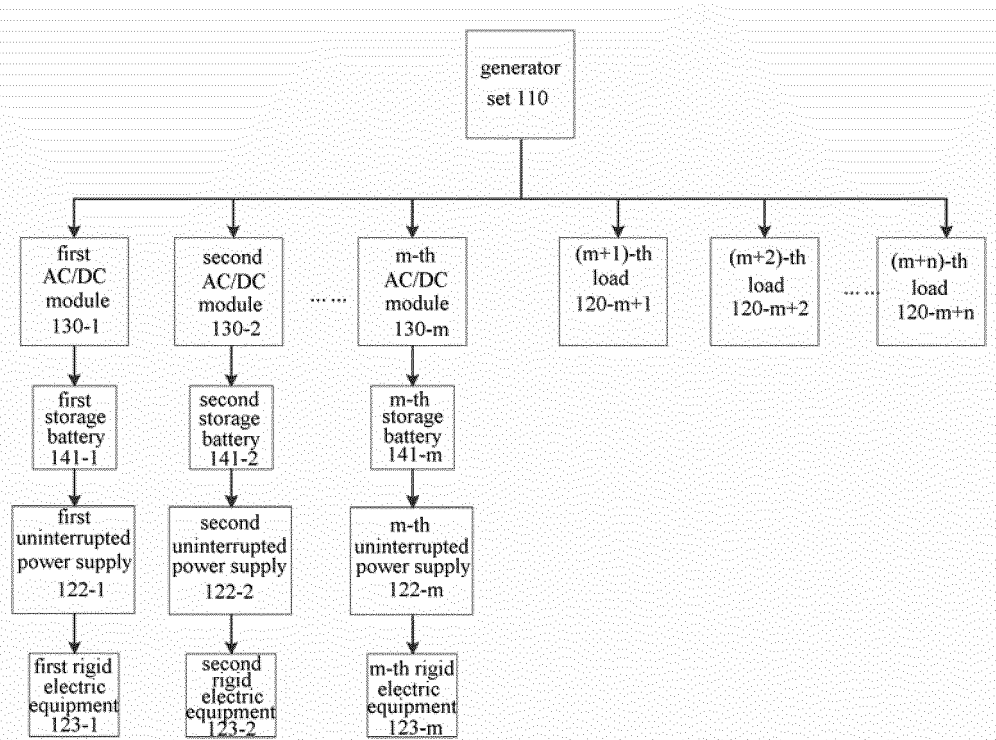 generator
set 110
first
AC/DC
module
130-1
second
AC/DC
module
130-2
... ...
m-th
AC/DC
module
130-m
(m+1)-th
load
120-m+1
(m+2)-th
load
120-m+2
... ...
(m+n)-th
load
120-m+n
first
storage
battery
141-1
second
storage
battery
141-2
m-th
storage
battery
141-m
first
uninterrupted
power supply
122-1
second
uninterrupted
power supply
122-2
m-th
uninterrupted
power supply
122-m
first rigid
electric
equipment
123-1
second
rigid
electric
equipment
123-2
m-th rigid
electric
equipment
123-m